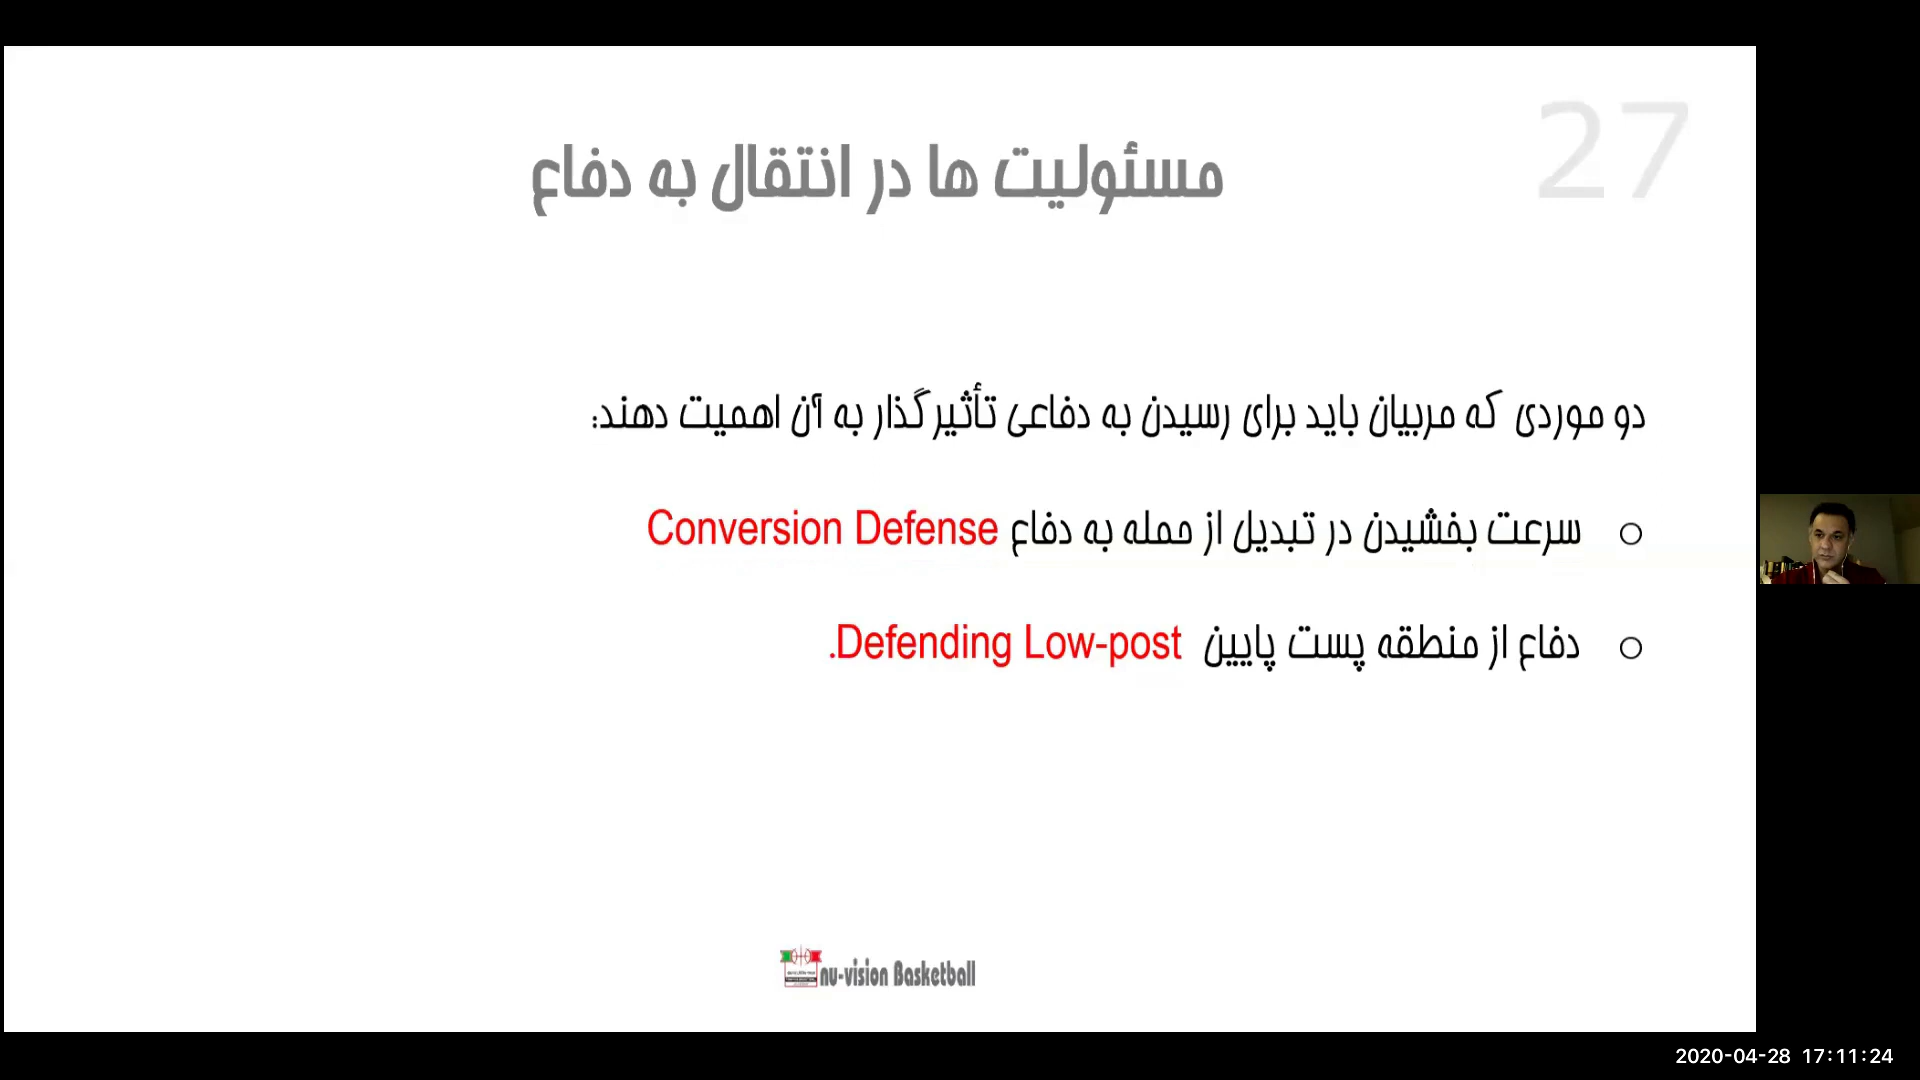 27
مسئولیت ها در انتقال به دفاع
دو موردی که مربیان باید برای رسیدن به دفاعی تأثیرگذار به آن اهمیت دهند:
سرعت بخشیدن در تبدیل از حمله به دفاع Conversion Defense
دفاع از منطقه پست پایین Defending Low-post.
nu-vision Basketball
2020-04-28 17:11:24